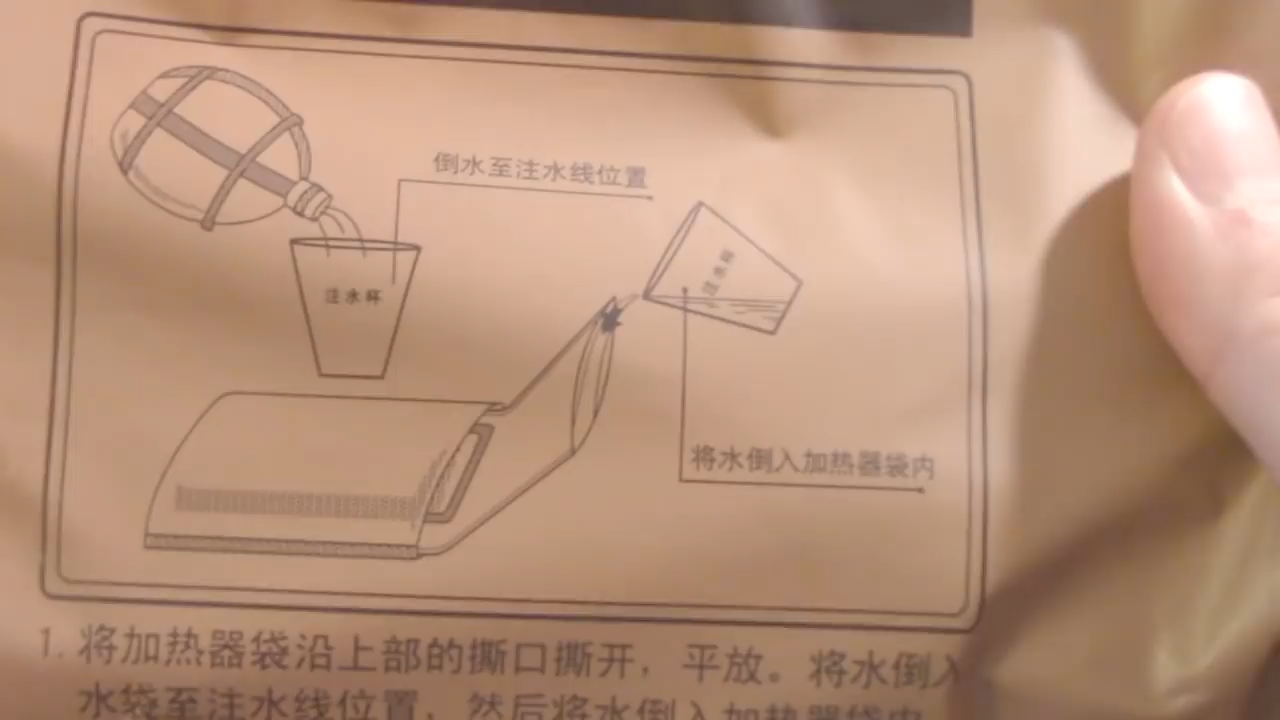 倒水至注水线位置
注水杯
注水杯
将水倒入加热器袋内
1. 将加热器袋沿上部的撕口撕开，平放。将水倒入
水袋至注水线位置，然后将水倒入加热器袋内